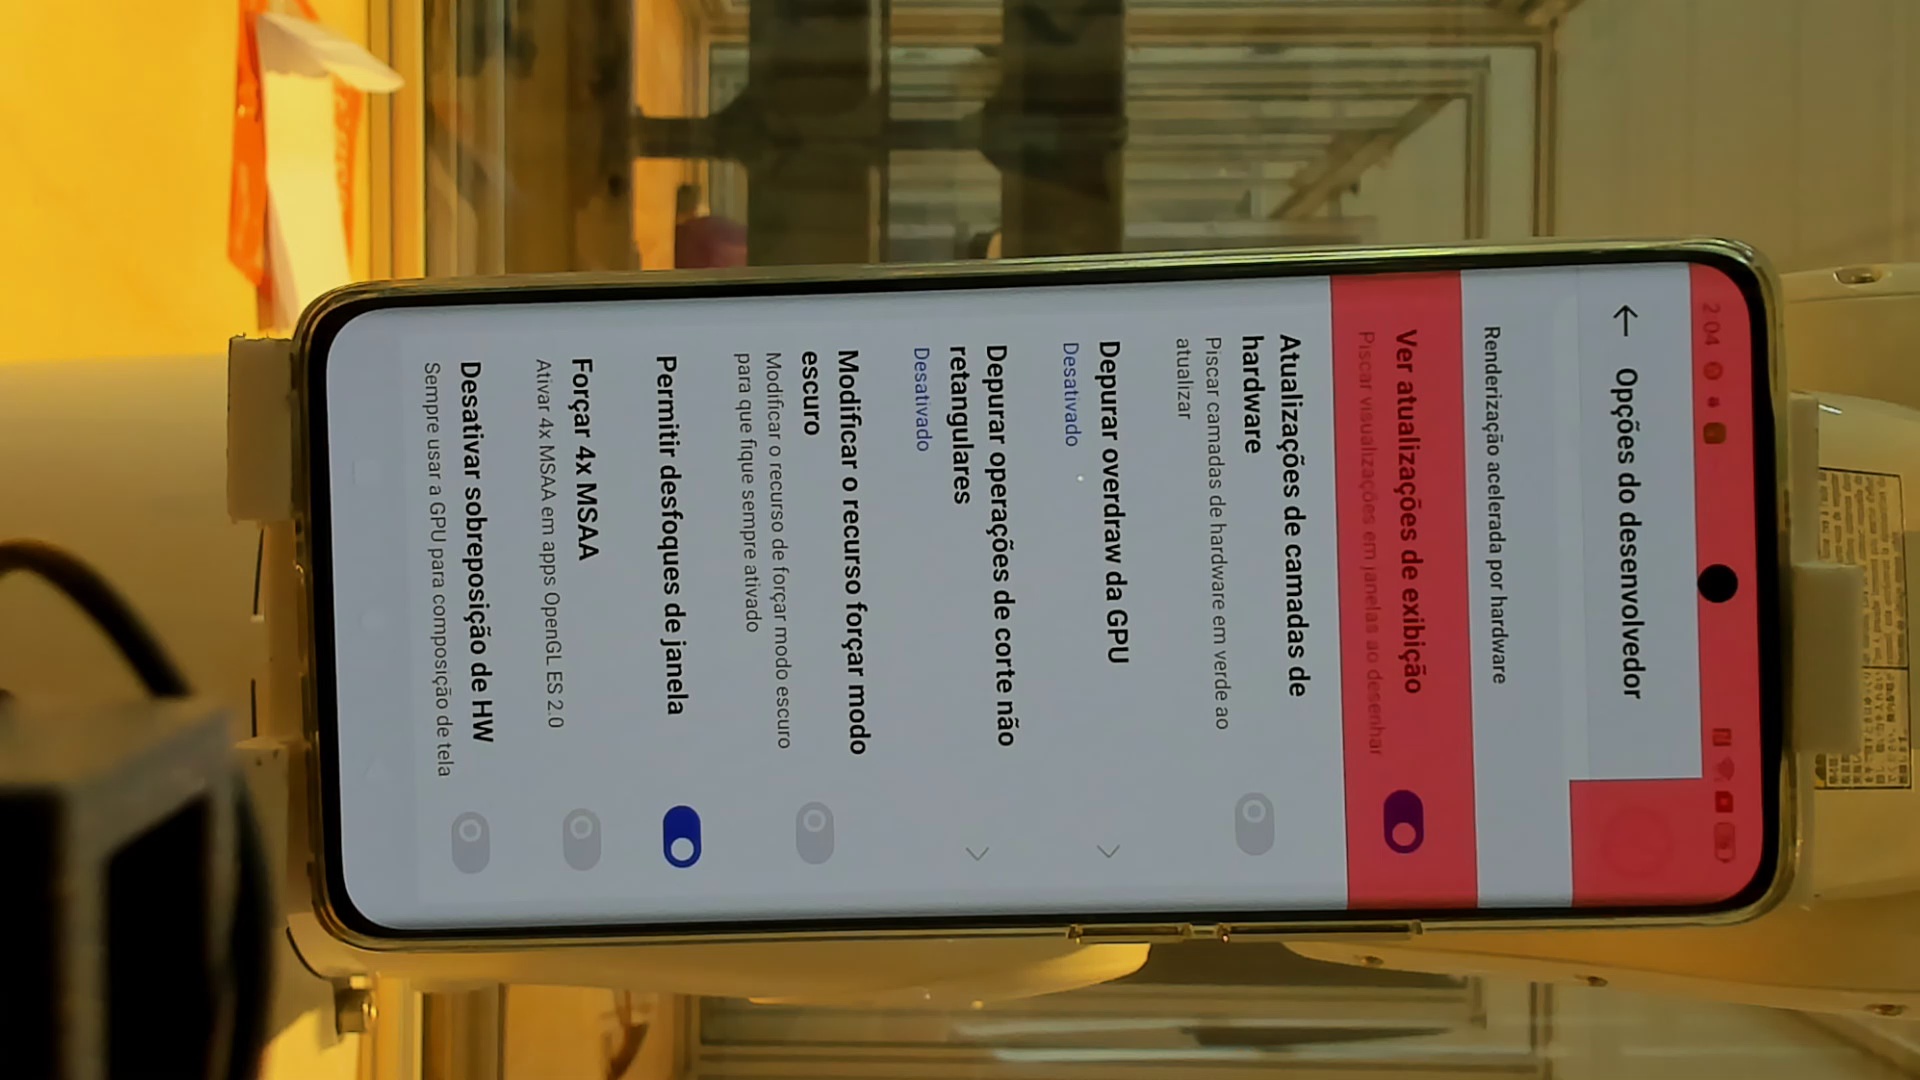 2:04
Opções do desenvolvedor
Renderização acelerada por hardware
Ver atualizações de exibição
Piscar visualizações em janelas ao desenhar
Atualizações de camadas de
hardware
Piscar camadas de hardware em verde ao
atualizar
Depurar overdraw da GPU
Desativado
Depurar operações de corte não
retangulares
Desativado
Modificar o recurso forçar modo
escuro
Modificar o recurso de forçar modo escuro
para que fique sempre ativado
Permitir desfoques de janela
Forçar 4x MSAA
Ativar 4x MSAA em apps OpenGL ES 2.0
Desativar sobreposição de HW
Sempre usar a GPU para composição de tela